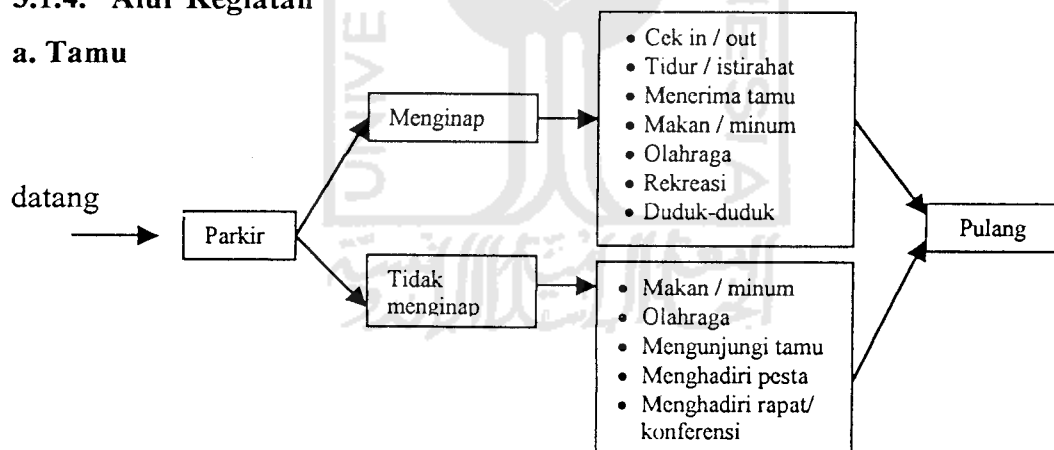 3.1.4. Alur Kegiatan
a. Tamu
datang
Parkir
Menginap
• Cek in / out
• Tidur / istirahat
• Menerima tamu
• Makan / minum
• Olahraga
• Rekreasi
• Duduk-duduk
Tidak
menginap
• Makan / minum
• Olahraga
• Mengunjungi tamu
• Menghadiri pesta
• Menghadiri rapat/
konferensi
Pulang